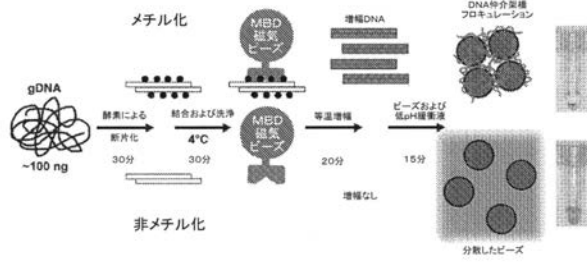 メチル化
gDNA
~100 ng
酵素による
断片化
30分
結合および洗浄
4°C
30分
MBD
磁気
ビーズ
MBD
磁気
ビーズ
増幅DNA
等温増幅
20分
増幅なし
ビーズおよび
低pH緩衝液
15分
DNA仲介架橋
フロキュレーション
分散したビーズ
非メチル化